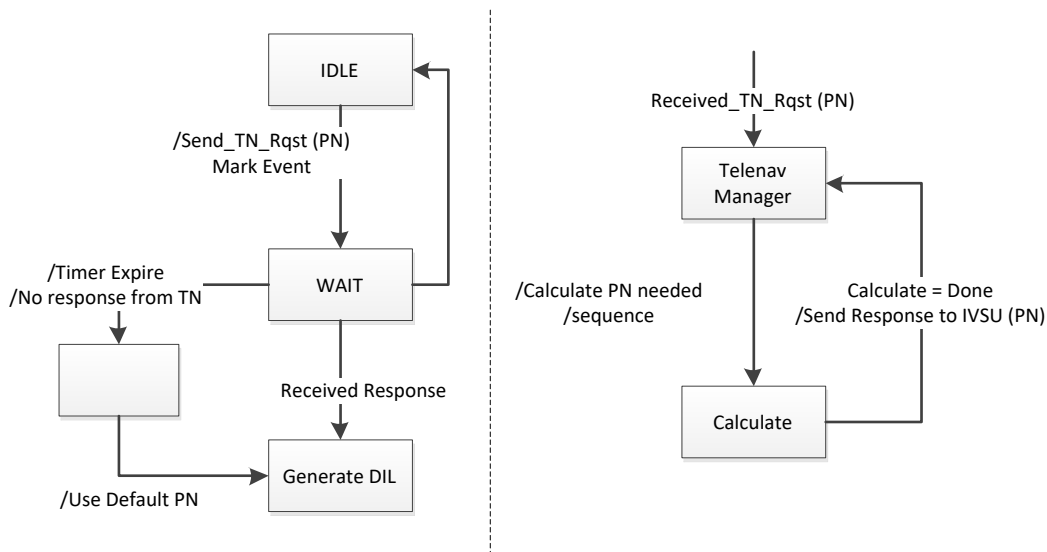 IDLE
/Send_TN_Rqst (PN)
Mark Event
/Timer Expire
/No response from TN
WAIT
Received Response
Generate DIL
/Use Default PN
Received_TN_Rqst (PN)
Telenav
Manager
/Calculate PN needed
/sequence
Calculate = Done
/Send Response to IVSU (PN)
Calculate